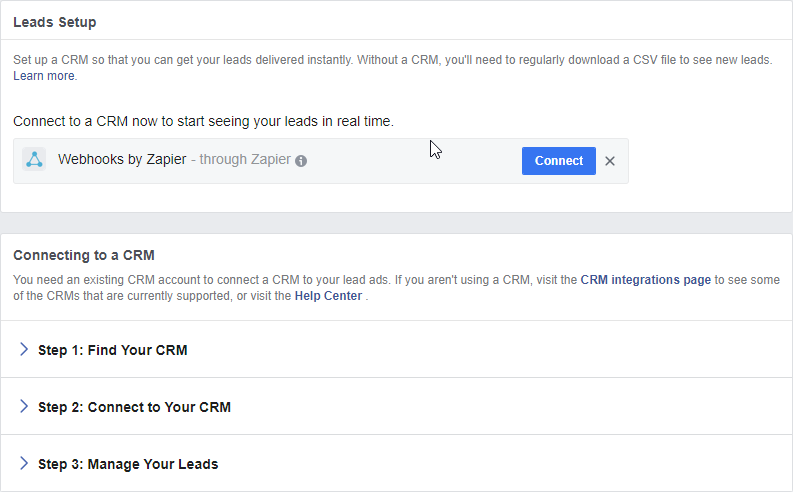 Leads Setup
Set up a CRM so that you can get your leads delivered instantly. Without a CRM, you'll need to regularly download a CSV file to see new leads.
Learn more.
Connect to a CRM now to start seeing your leads in real time.
Webhooks by Zapier - through Zapier
Connect
Connecting to a CRM
You need an existing CRM account to connect a CRM to your lead ads. If you aren't using a CRM, visit the CRM integrations page to see some
of the CRMs that are currently supported, or visit the Help Center .
Step 1: Find Your CRM
Step 2: Connect to Your CRM
Step 3: Manage Your Leads